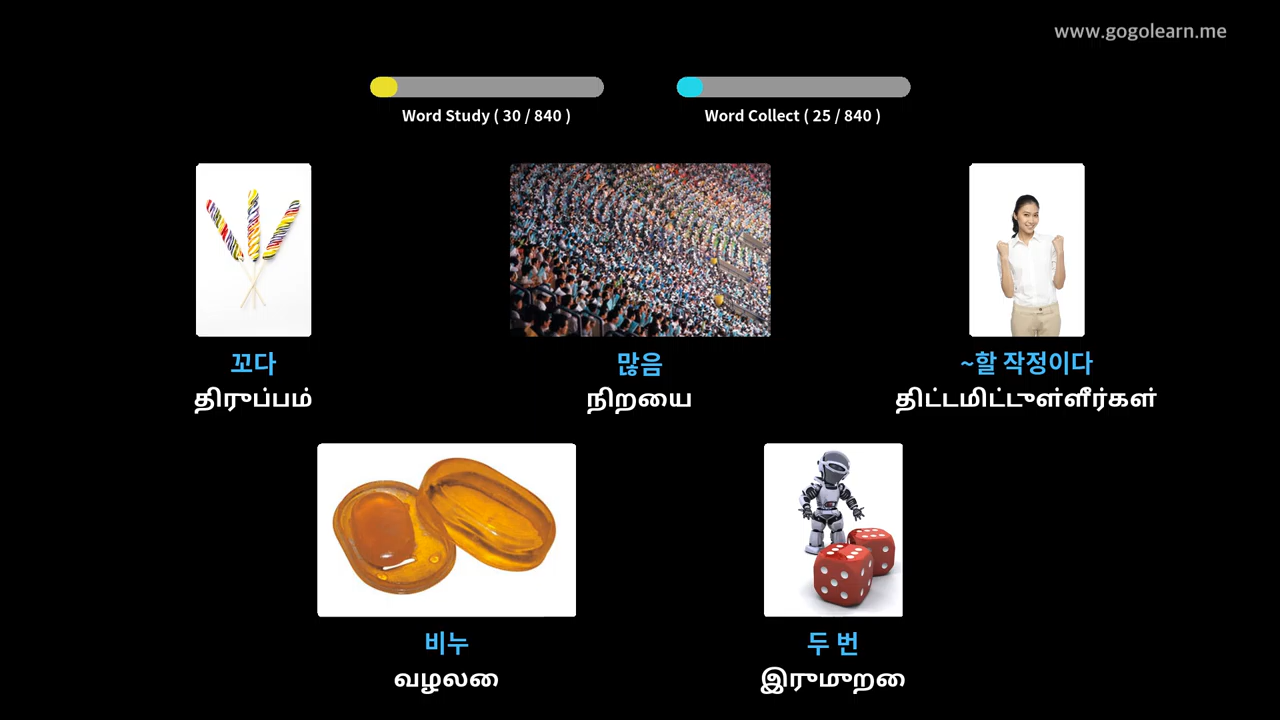 www.gogolearn.me
Word Study ( 30 / 840 )
Word Collect ( 25 / 840 )
꼬다
많음
~할 작정이다
திருப்பம்
நிறைய
திட்டமிட்டுள்ளீர்கள்
비누
두 번
வழலை
இருமுறை